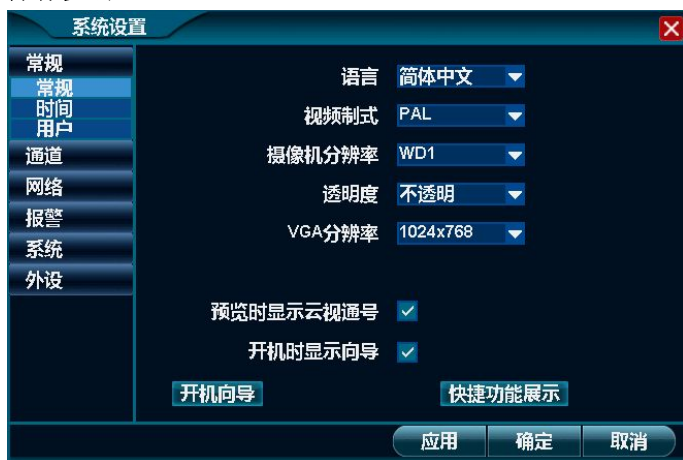 系统设置
常规
常规
时间
用户
通道
网络
报警
系统
外设
语言 简体中文
视频制式 PAL
摄像机分辨率 WD1
透明度 不透明
VGA分辨率 1024x768
预览时显示云视通号
开机时显示向导
开机向导 快捷功能展示
应用 确定 取消